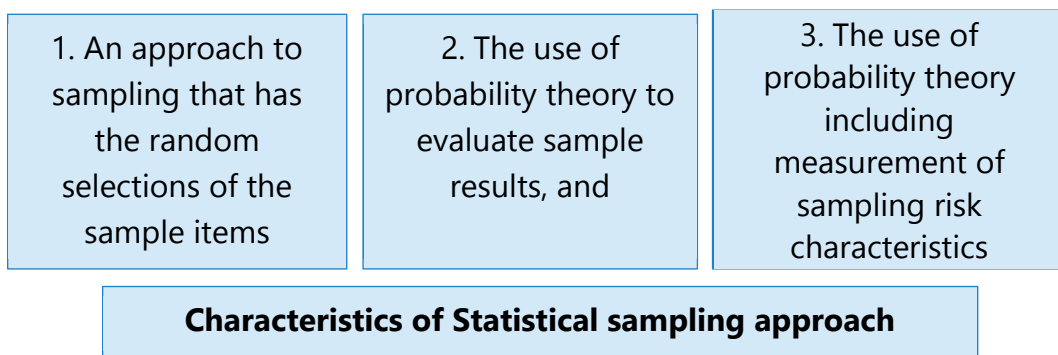 1. An approach to
sampling that has
the random
selections of the
sample items
2. The use of
probability theory to
evaluate sample
results, and
3. The use of
probability theory
including
measurement of
sampling risk
characteristics
Characteristics of Statistical sampling approach